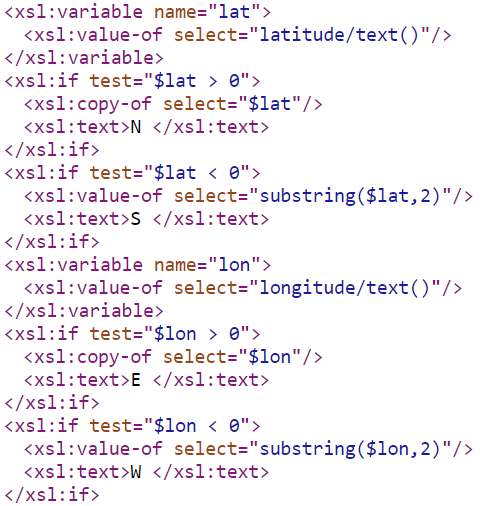 <xsl:variable name="lat">
  <xsl:value-of select="latitude/text()"/>
</xsl:variable>
<xsl:if test="$lat > 0">
  <xsl:copy-of select="$lat"/>
  <xsl:text>N </xsl:text>
</xsl:if>
<xsl:if test="$lat < 0">
  <xsl:value-of select="substring($lat,2)"/>
  <xsl:text>S </xsl:text>
</xsl:if>
<xsl:variable name="lon">
  <xsl:value-of select="longitude/text()"/>
</xsl:variable>
<xsl:if test="$lon > 0">
  <xsl:copy-of select="$lon"/>
  <xsl:text>E </xsl:text>
</xsl:if>
<xsl:if test="$lon < 0">
  <xsl:value-of select="substring($lon,2)"/>
  <xsl:text>W </xsl:text>
</xsl:if>